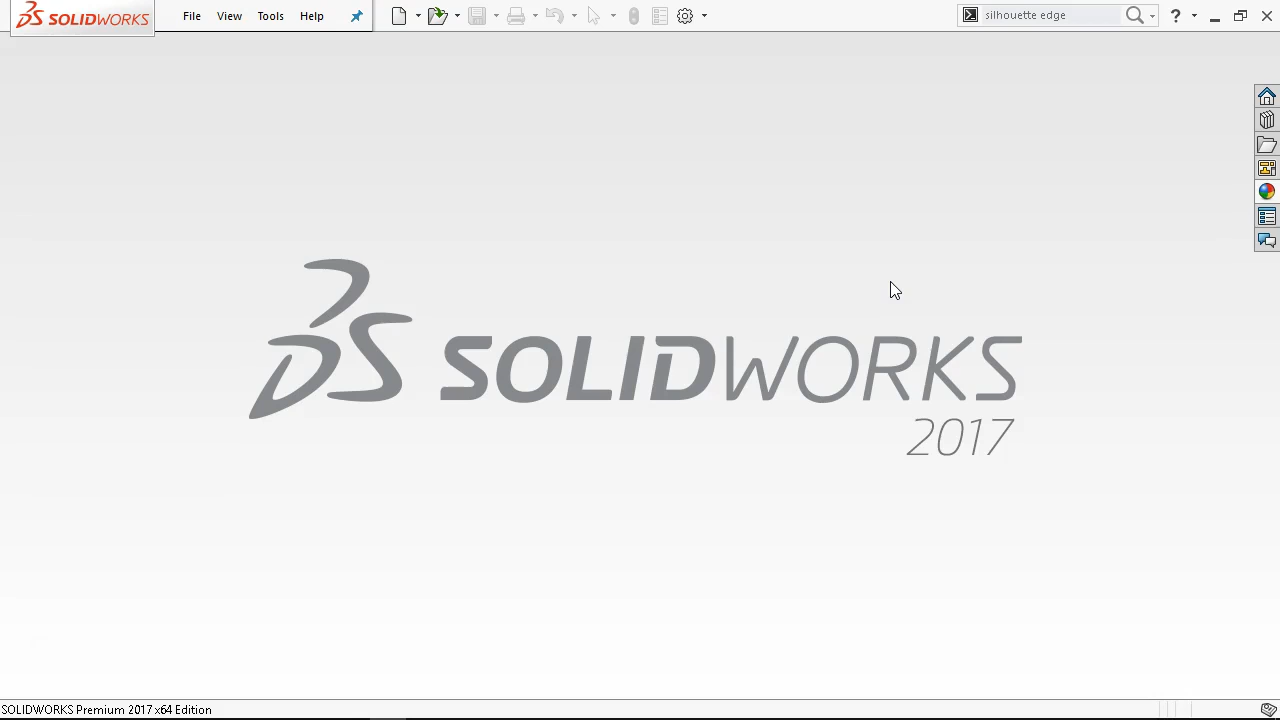 SOLIDWORKS
File View Tools Help
silhouette edge
?
SOLIDWORKS
2017
SOLIDWORKS Premium 2017 x64 Edition